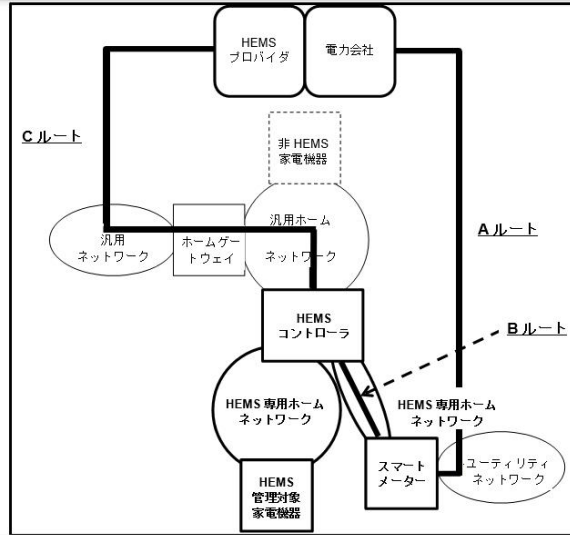 HEMS
プロバイダ
電力会社
Cルート
非HEMS
家電機器
汎用ホーム
ネットワーク
汎用
ネットワーク
ホームゲー
トウェイ
Aルート
HEMS
コントローラ
Bルート
HEMS専用ホーム
ネットワーク
HEMS専用ホーム
ネットワーク
スマート
メーター
ユーティリティ
ネットワーク
HEMS
管理対象
家電機器